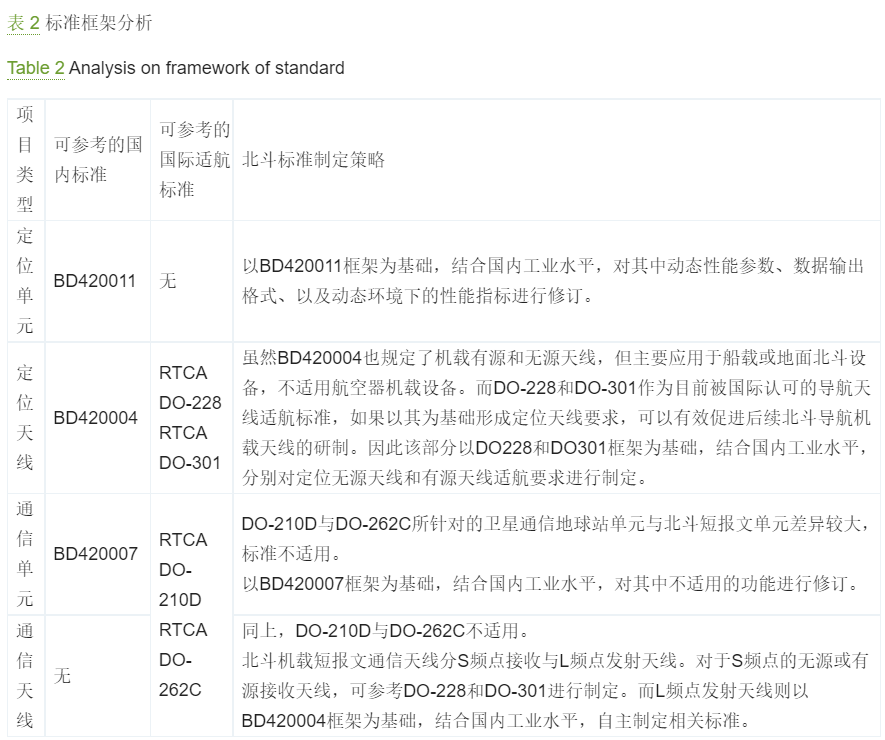 表 2 标准框架分析
Table 2 Analysis on framework of standard
项
目
类
型
可参考的国
内标准
可参考的
国际适航
标准
北斗标准制定策略
定
位
单
元
BD420011
无
以BD420011框架为基础，结合国内工业水平，对其中动态性能参数、数据输出
格式、以及动态环境下的性能指标进行修订。
定
位
天
线
BD420004
RTCA
DO-228
RTCA
DO-301
虽然BD420004也规定了机载有源和无源天线，但主要应用于船载或地面北斗设
备，不适用航空器机载设备。而DO-228和DO-301作为目前被国际认可的导航天
线适航标准，如果以其为基础形成定位天线要求，可以有效促进后续北斗导航机
载天线的研制。因此该部分以DO228和DO301框架为基础，结合国内工业水平，
分别对定位无源天线和有源天线适航要求进行制定。
通
信
单
元
BD420007
RTCA
DO-
210D
RTCA
DO-
262C
DO-210D与DO-262C所针对的卫星通信地球站单元与北斗短报文单元差异较大，
标准不适用。
以BD420007框架为基础，结合国内工业水平，对其中不适用的功能进行修订。
通
信
天
线
无
同上，DO-210D与DO-262C不适用。
北斗机载短报文通信天线分S频点接收与L频点发射天线。对于S频点的无源或有
源接收天线，可参考DO-228和DO-301进行制定。而L频点发射天线则以
BD420004框架为基础，结合国内工业水平，自主制定相关标准。